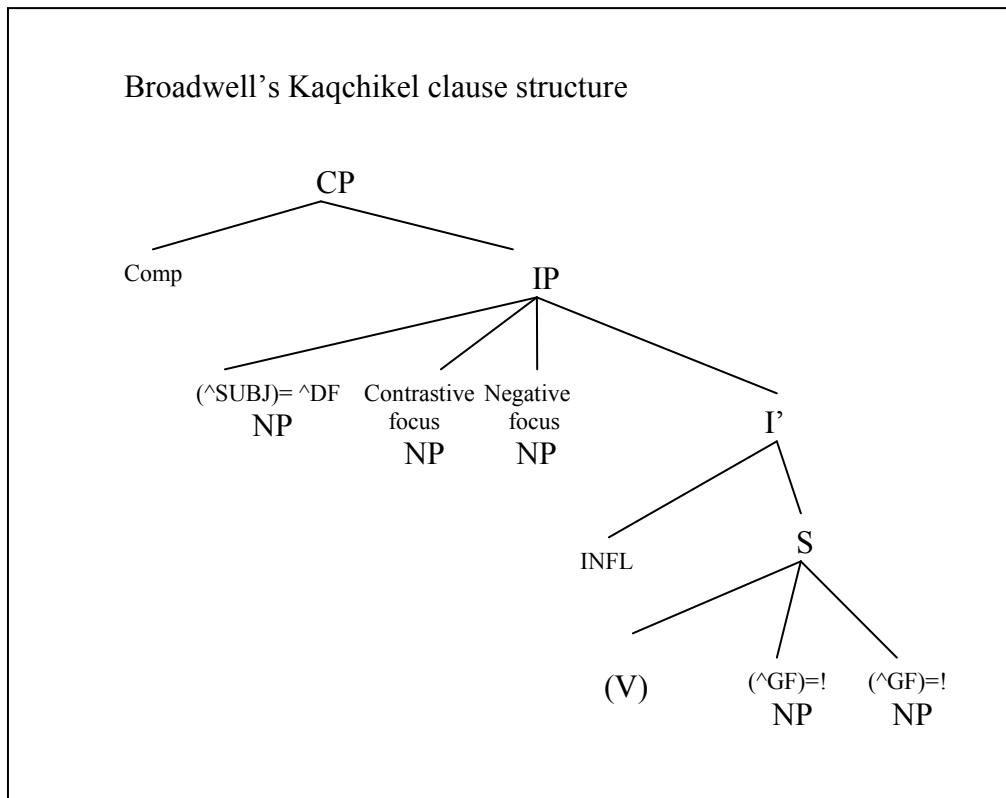 Broadwell’s Kaqchikel clause structure
CP
Comp
IP
(^SUBJ)= ^DF
NP
Contrastive
focus
NP
Negative
focus
NP
I’
INFL
S
(V)
(^GF)=!
NP
(^GF)=!
NP